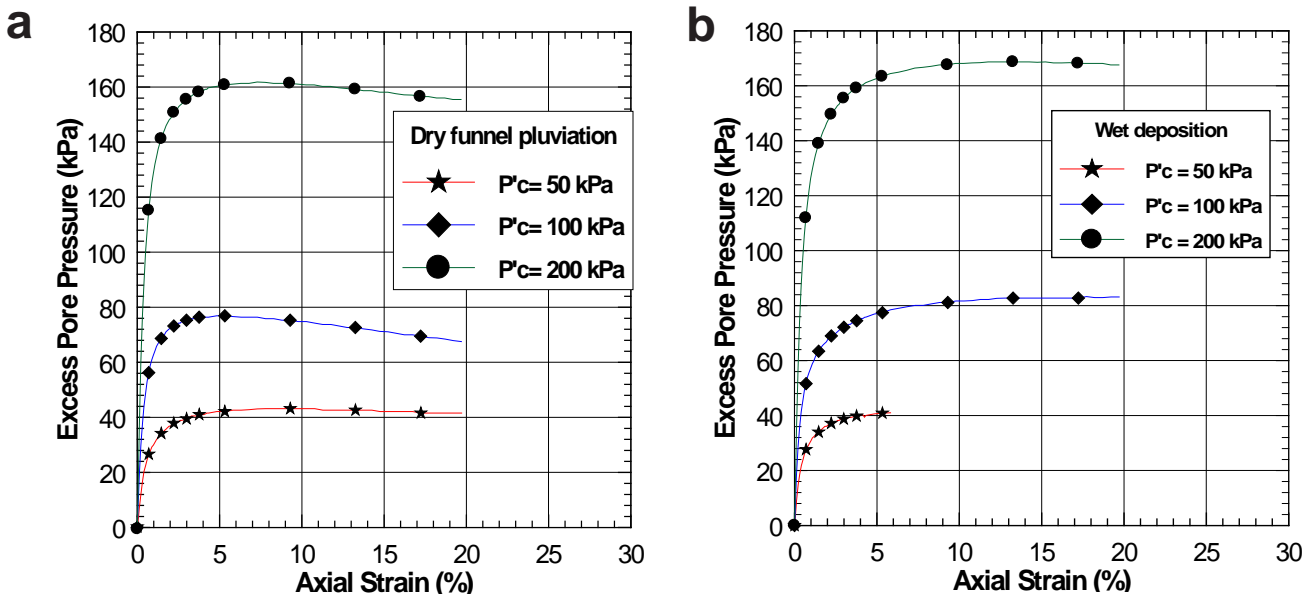 a
Excess Pore Pressure (kPa)
180
160
140
120
100
80
60
40
20
0
0 5 10 15 20 25 30
Axial Strain (%)
Dry funnel pluviation
P'c= 50 kPa
P'c= 100 kPa
P'c= 200 kPa
b
Excess Pore Pressure (kPa)
180
160
140
120
100
80
60
40
20
0
0 5 10 15 20 25 30
Axial Strain (%)
Wet deposition
P'c = 50 kPa
P'c = 100 kPa
P'c = 200 kPa